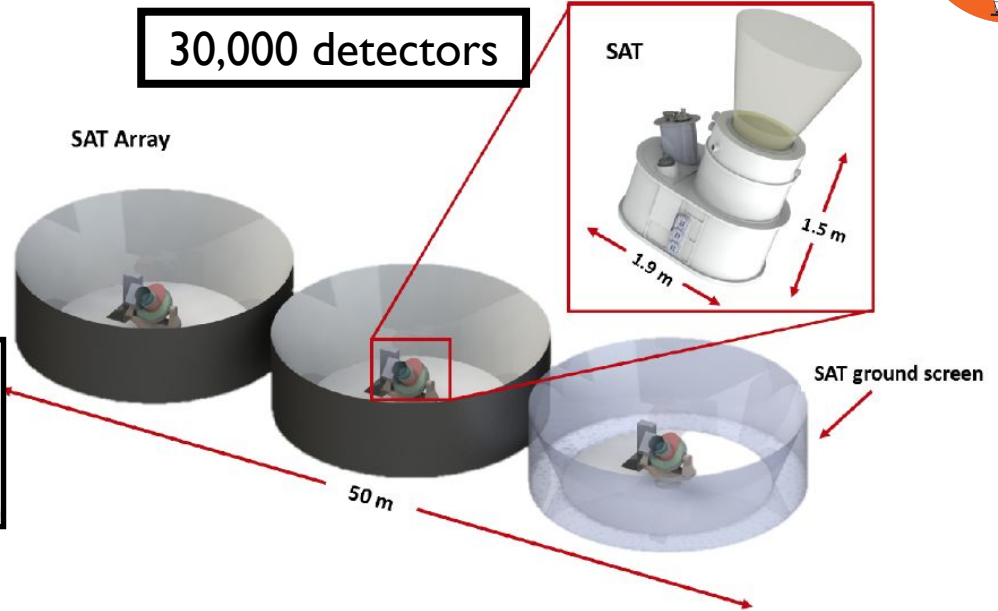 30,000 detectors
SAT
SAT Array
1.5 m
1.9 m
SAT ground screen
50 m